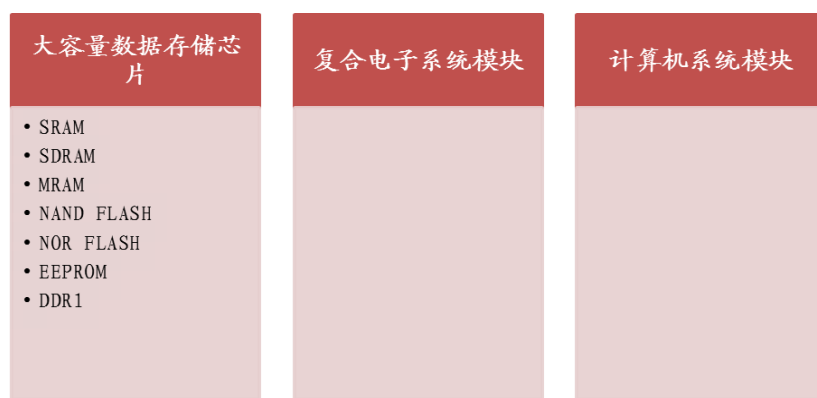 大容量数据存储芯
片
复合电子系统模块
计算机系统模块
• SRAM
• SDRAM
• MRAM
• NAND FLASH
• NOR FLASH
• EEPROM
• DDR1